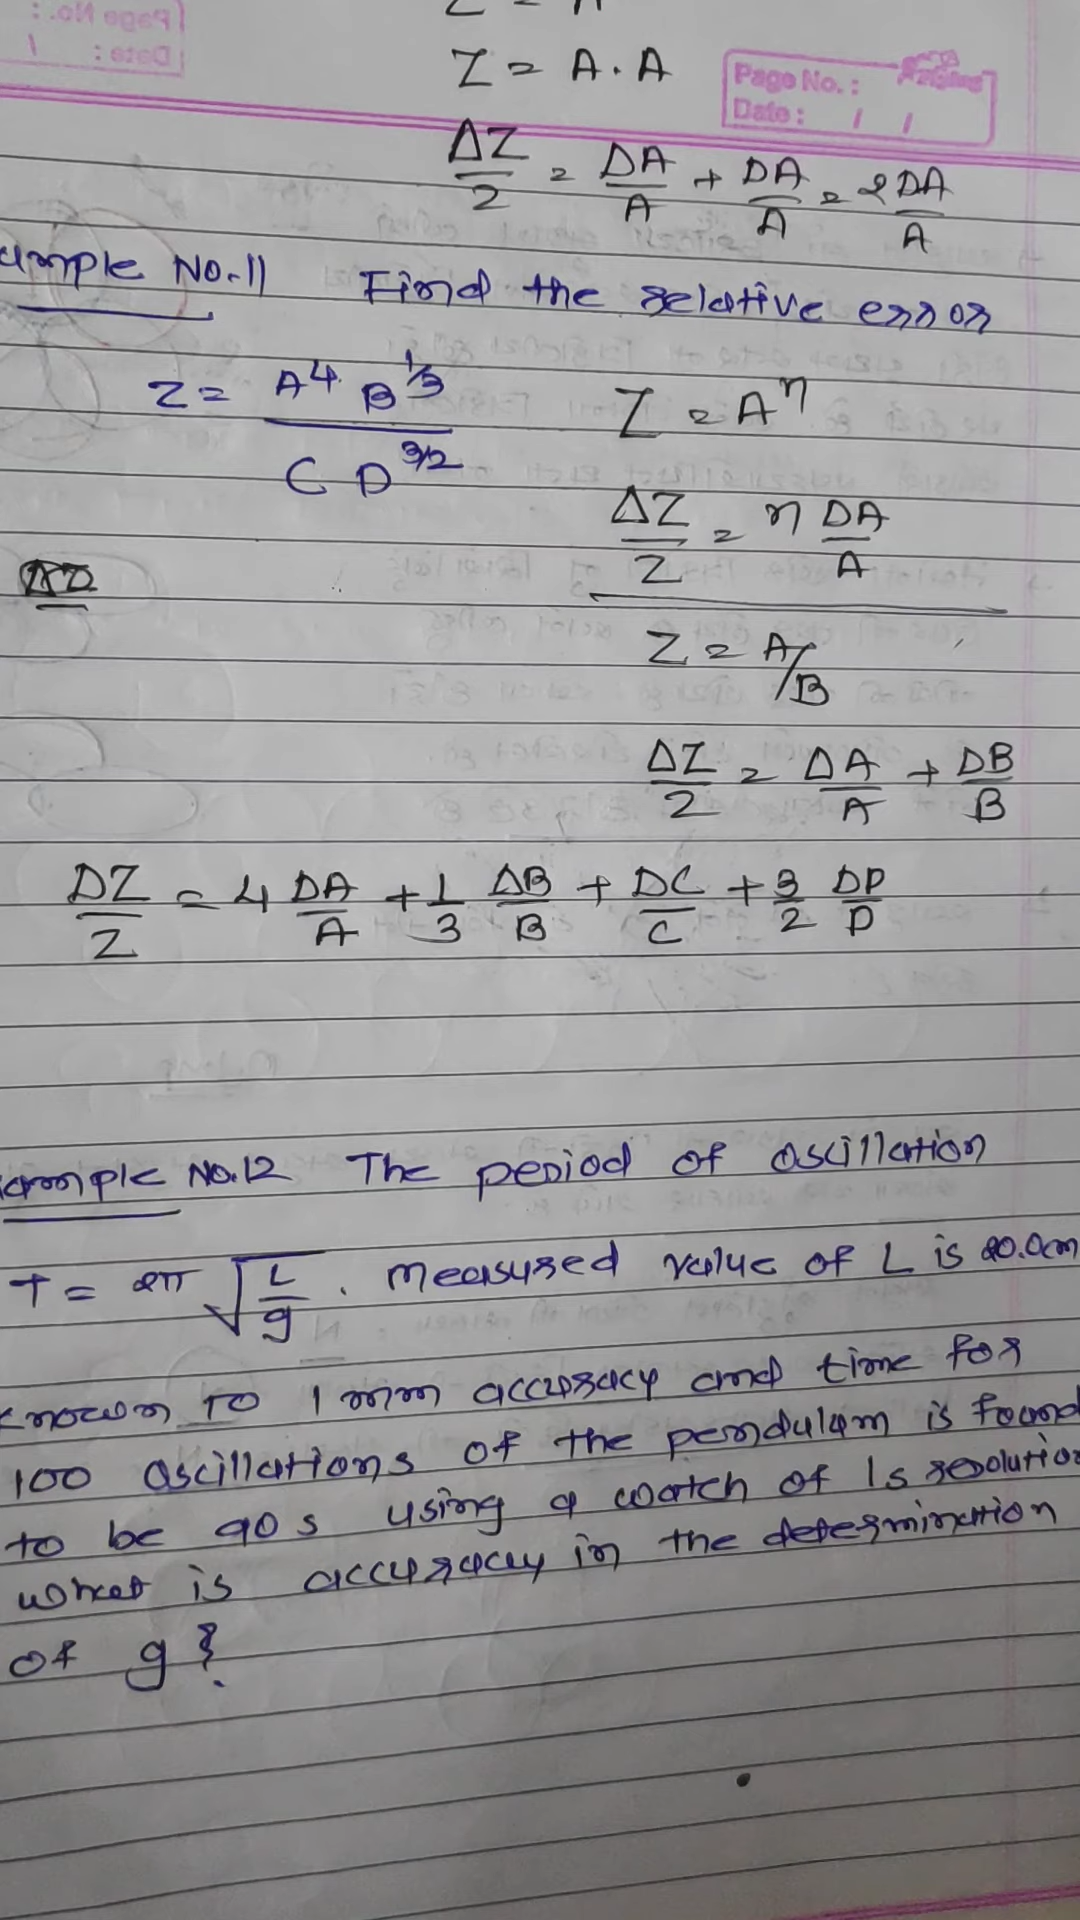 Z = A
Z = A . A
Page No. :
Date : / /
ΔZ/Z = ΔA/A + ΔA/A = 2ΔA/A
ample No.11 Find the relative error
Z = A^4 B^1/3 / C D^3/2
Z = A^n
ΔZ/Z = n ΔA/A
Z = A/B
ΔZ/Z = ΔA/A + ΔB/B
ΔZ/Z = 4 ΔA/A + 1/3 ΔB/B + ΔC/C + 3/2 ΔD/D
ample No.12 The period of oscillation
T = 2π √L/g . Measured value of L is 20.0cm
known TO 1 mm accuracy and time for
100 Oscillations of the pendulam is found
to be 90 s using a watch of 1s resolution
what is accuracy in the determination
of g ?